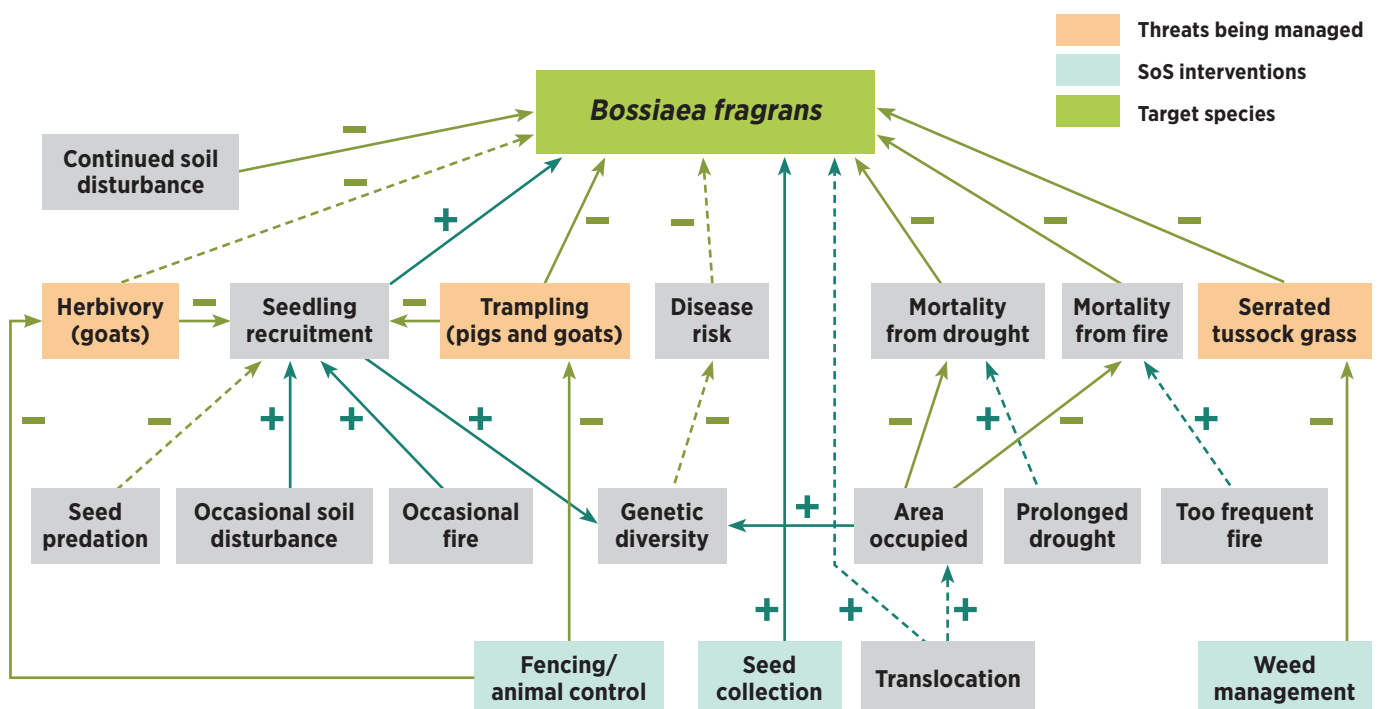 Threats being managed
SoS interventions
Target species
Bossiaea fragrans
Continued soil
disturbance
–
–
+
–
–
–
–
–
Herbivory
(goats)
–
Seedling
recruitment
–
Trampling
(pigs and goats)
Disease
risk
Mortality
from drought
Mortality
from fire
Serrated
tussock grass
–
–
+
+
+
–
–
–
+
–
+
–
Seed
predation
Occasional soil
disturbance
Occasional
fire
Genetic
diversity
+
Area
occupied
Prolonged
drought
Too frequent
fire
+
+
+
Fencing/
animal control
Seed
collection
Translocation
Weed
management